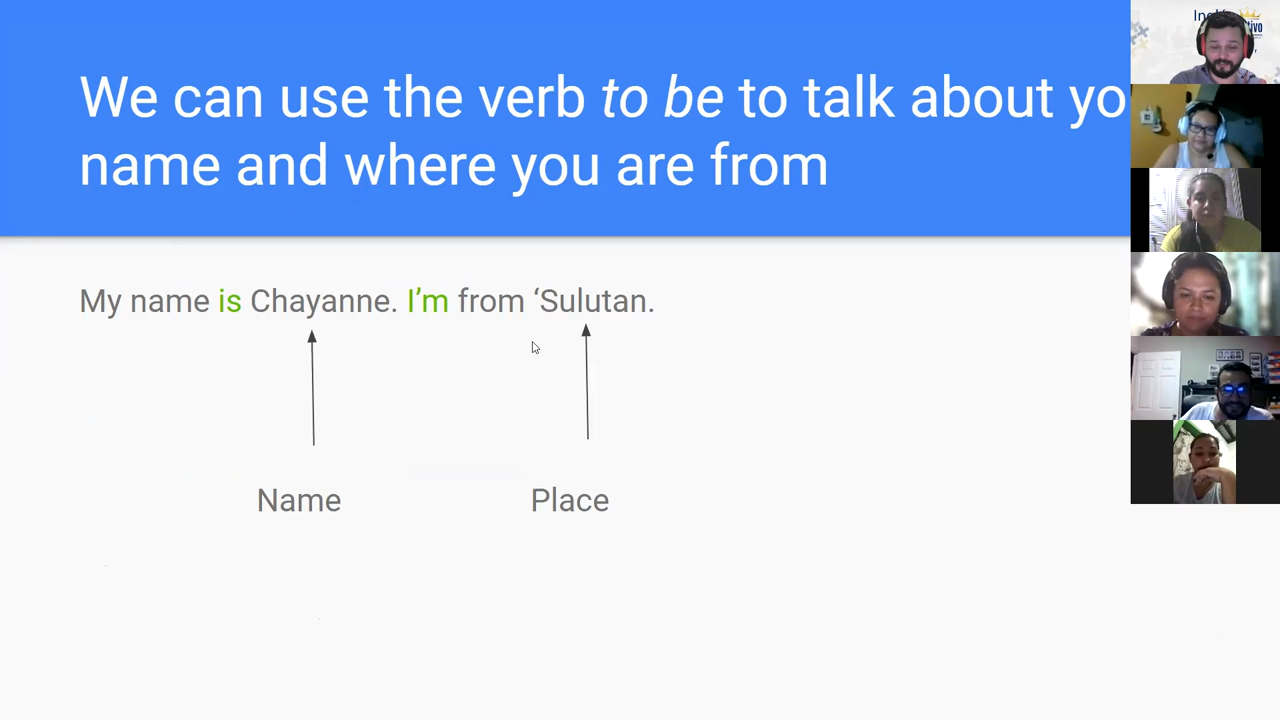 We can use the verb to be to talk about yo
name and where you are from
My name is Chayanne. I'm from ‘Sulutan.
Name
Place